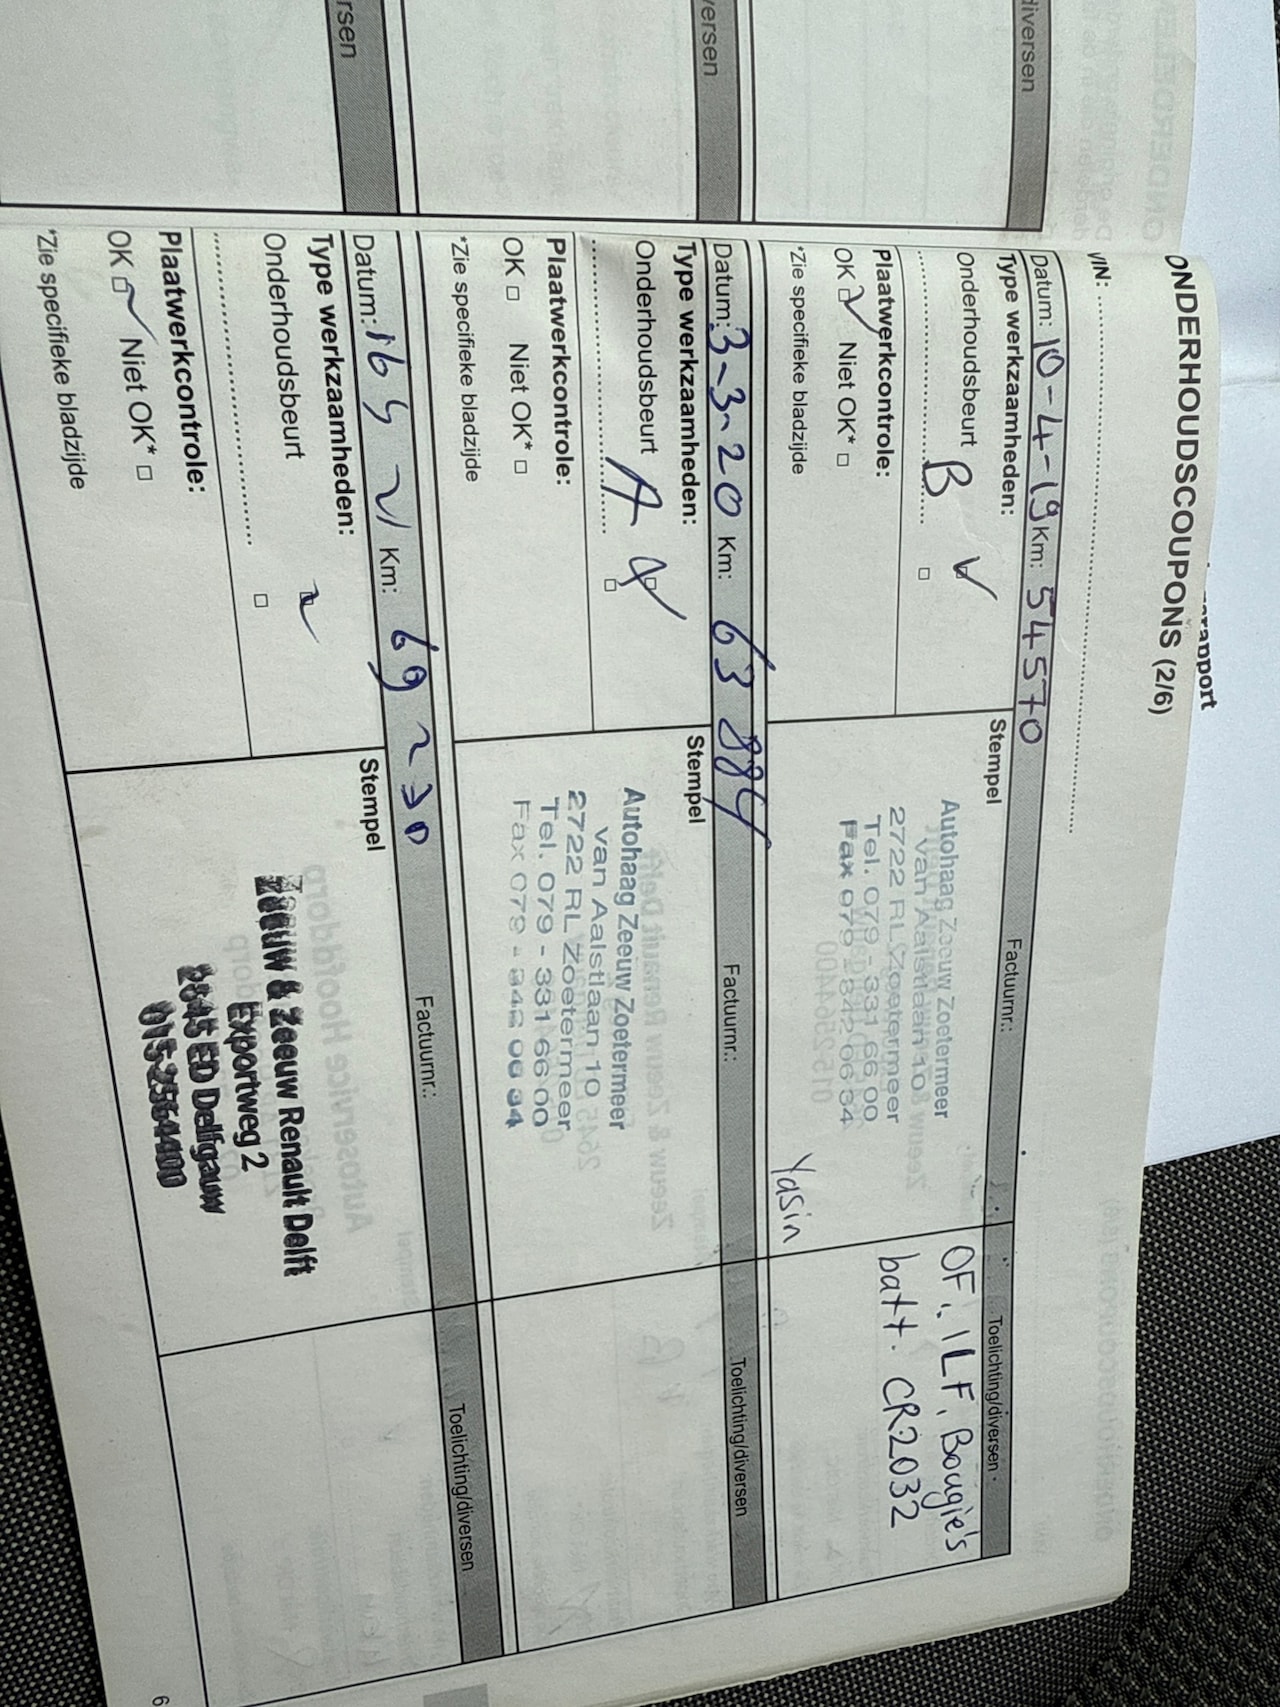 rapport
ONDERHOUDSCOUPONS (2/6)
VIN:
diversen
Datum: 10-4-19 Km: 54570 Factuurnr.: Toelichting/diversen
Type werkzaamheden: Stempel
Onderhoudsbeurt
B
Plaatwerkcontrole:
OK Niet OK*
*Zie specifieke bladzijde
Autohaag Zeeuw Zoetermeer
van Aalstlaan 10
2722 RL Zoetermeer
Tel. 079 - 331 66 00
Fax 079 - 342 06 34
Yasin
OF. ILF. Bougie's
batt. CR2032
versen
Datum: 3-3-20 Km: 63 884 Factuurnr.: Toelichting/diversen
Type werkzaamheden: Stempel
Onderhoudsbeurt
A
Plaatwerkcontrole:
OK Niet OK*
*Zie specifieke bladzijde
Autohaag Zeeuw Zoetermeer
van Aalstlaan 10
2722 RL Zoetermeer
Tel. 079 - 331 66 00
Fax 079 - 342 06 34
rsen
Datum: 16 5 21 Km: 69 230 Factuurnr.: Toelichting/diversen
Type werkzaamheden: Stempel
Onderhoudsbeurt
Plaatwerkcontrole:
OK Niet OK*
*Zie specifieke bladzijde
Zeeuw & Zeeuw Renault Delft
Exportweg 2
2645 ED Delfgauw
015-2564400
6